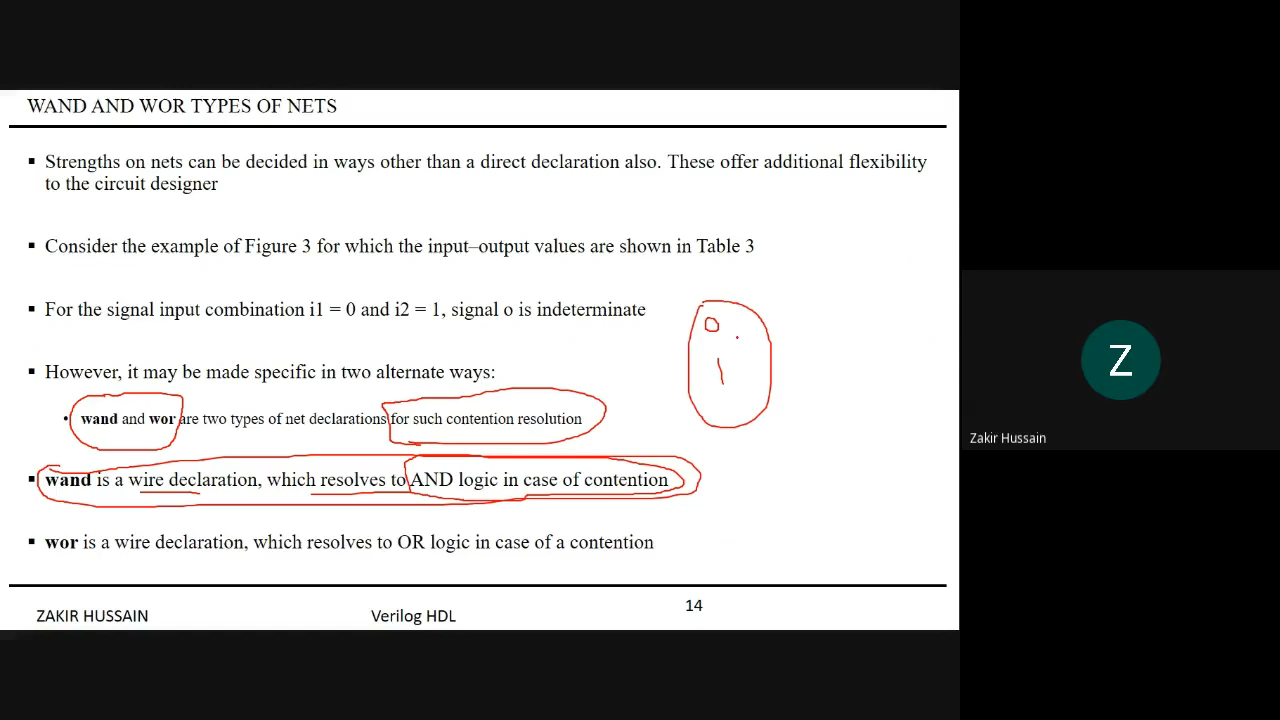 WAND AND WOR TYPES OF NETS
▪ Strengths on nets can be decided in ways other than a direct declaration also. These offer additional flexibility
to the circuit designer
▪ Consider the example of Figure 3 for which the input–output values are shown in Table 3
▪ For the signal input combination i1 = 0 and i2 = 1, signal o is indeterminate
0
1
▪ However, it may be made specific in two alternate ways:
• wand and wor are two types of net declarations for such contention resolution
▪ wand is a wire declaration, which resolves to AND logic in case of contention
▪ wor is a wire declaration, which resolves to OR logic in case of a contention
ZAKIR HUSSAIN
Verilog HDL
14
Z
Zakir Hussain